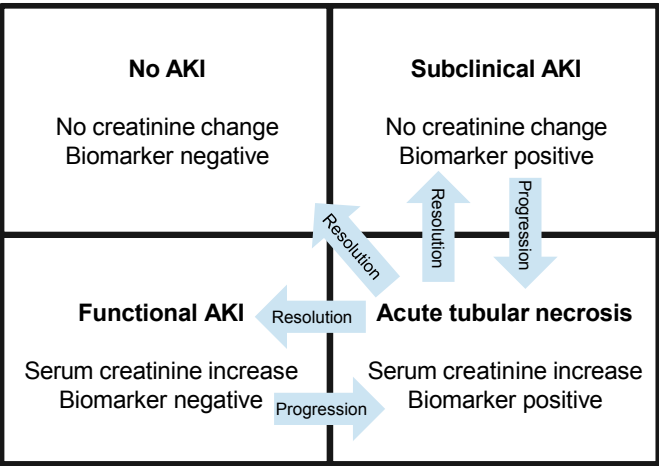 No AKI
No creatinine change
Biomarker negative
Subclinical AKI
No creatinine change
Biomarker positive
Resolution
Resolution
Progression
Functional AKI
Serum creatinine increase
Biomarker negative
Resolution
Progression
Acute tubular necrosis
Serum creatinine increase
Biomarker positive